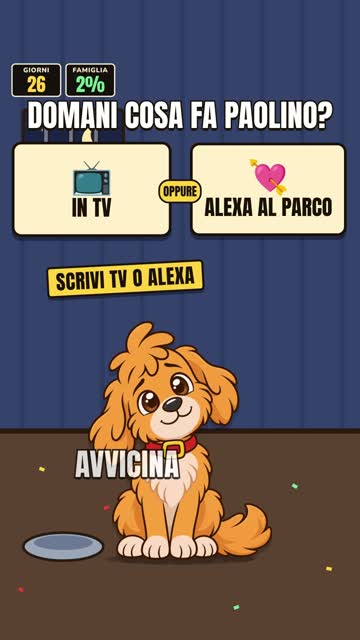 GIORNI
26
FAMIGLIA
2%
DOMANI COSA FA PAOLINO?
IN TV
OPPURE
ALEXA AL PARCO
SCRIVI TV O ALEXA
AVVICINA